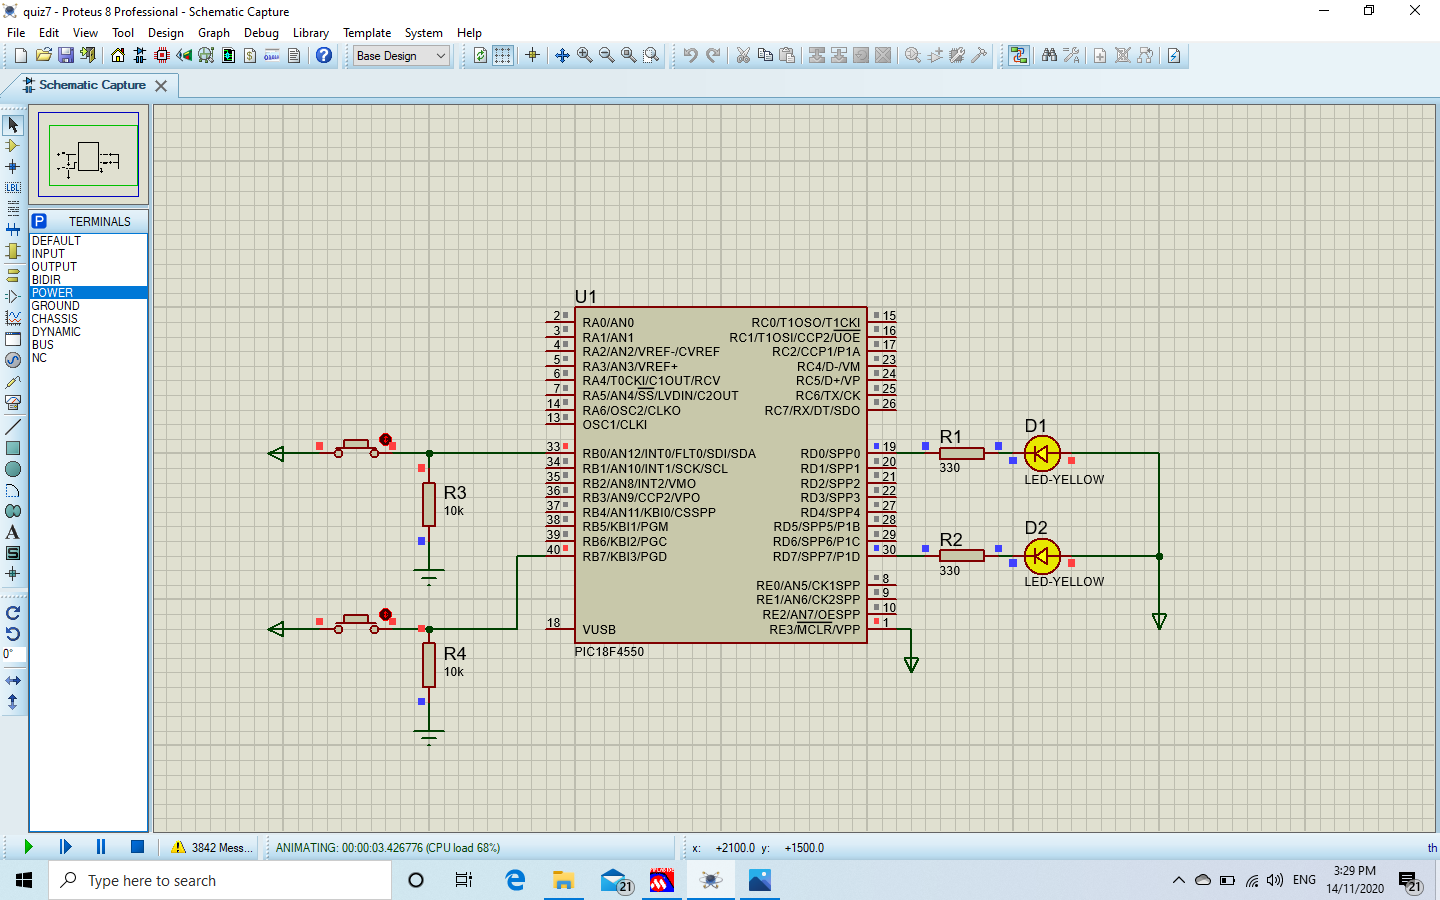 quiz7 - Proteus 8 Professional - Schematic Capture
File Edit View Tool Design Graph Debug Library Template System Help
Base Design
Schematic Capture
LBL
P TERMINALS
DEFAULT
INPUT
OUTPUT
BIDIR
POWER
GROUND
CHASSIS
DYNAMIC
BUS
NC
A
S
0°
U1
2 RA0/AN0
3 RA1/AN1
4 RA2/AN2/VREF-/CVREF
5 RA3/AN3/VREF+
6 RA4/T0CKI/C1OUT/RCV
7 RA5/AN4/SS/LVDIN/C2OUT
14 RA6/OSC2/CLKO
13 OSC1/CLKI
33 RB0/AN12/INT0/FLT0/SDI/SDA
34 RB1/AN10/INT1/SCK/SCL
35 RB2/AN8/INT2/VMO
36 RB3/AN9/CCP2/VPO
37 RB4/AN11/KBI0/CSSPP
38 RB5/KBI1/PGM
39 RB6/KBI2/PGC
40 RB7/KBI3/PGD
18 VUSB
RC0/T1OSO/T1CKI 15
RC1/T1OSI/CCP2/UOE 16
RC2/CCP1/P1A 17
RC4/D-/VM 23
RC5/D+/VP 24
RC6/TX/CK 25
RC7/RX/DT/SDO 26
RD0/SPP0 19
RD1/SPP1 20
RD2/SPP2 21
RD3/SPP3 22
RD4/SPP4 27
RD5/SPP5/P1B 28
RD6/SPP6/P1C 29
RD7/SPP7/P1D 30
RE0/AN5/CK1SPP 8
RE1/AN6/CK2SPP 9
RE2/AN7/OESPP 10
RE3/MCLR/VPP 1
PIC18F4550
R3
10k
R4
10k
R1
330
D1
LED-YELLOW
R2
330
D2
LED-YELLOW
3842 Mess...
ANIMATING: 00:00:03.426776 (CPU load 68%)
x: +2100.0 y: +1500.0
th
Type here to search
21
ENG
3:29 PM
14/11/2020
21